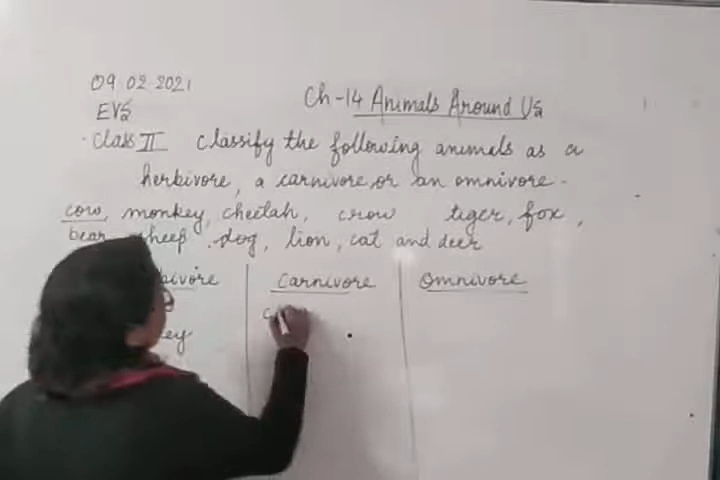 09.02.2021
Ch-14 Animals Around Us
EVS
Class II Classify the following animals as a
herbivore, a carnivore, or an omnivore -
cow, monkey, cheetah, crow tiger, fox,
bear sheep, dog, lion, cat and deer
Carnivore Omnivore